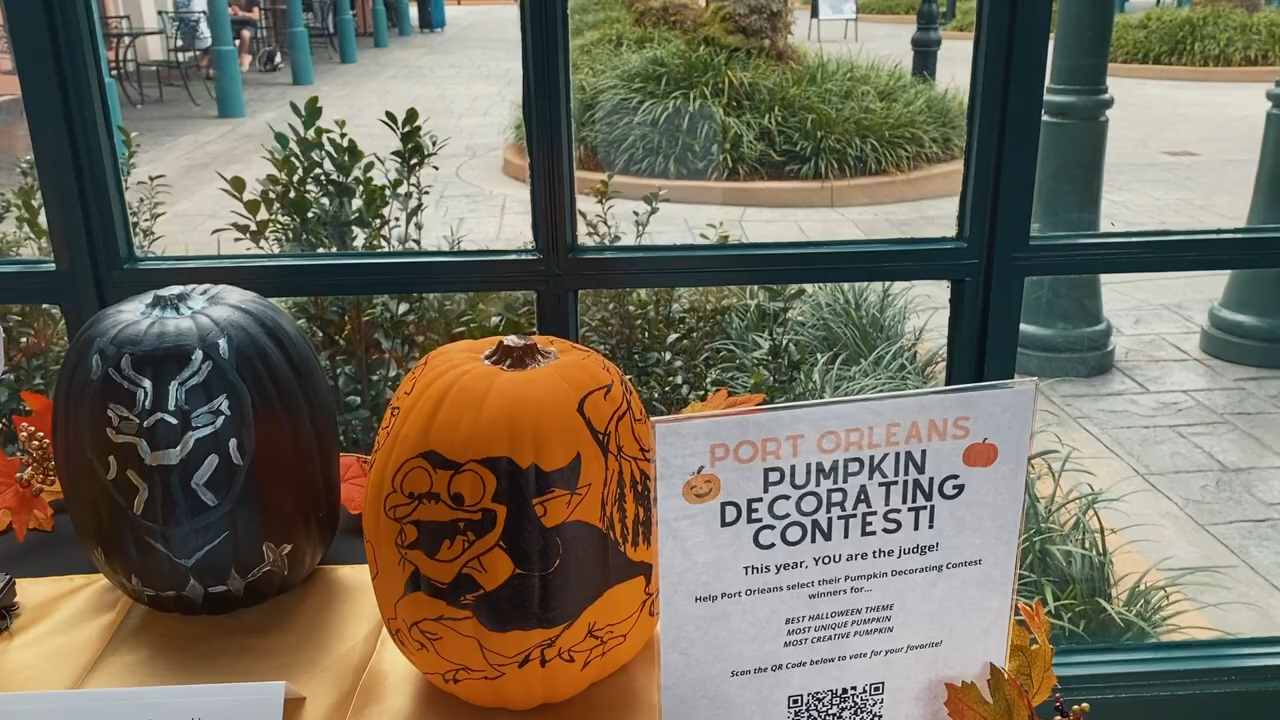 PORT ORLEANS
PUMPKIN
DECORATING
CONTEST!
This year, YOU are the judge!
Help Port Orleans select their Pumpkin Decorating Contest
winners for...
BEST HALLOWEEN THEME
MOST UNIQUE PUMPKIN
MOST CREATIVE PUMPKIN
Scan the QR Code below to vote for your favorite!